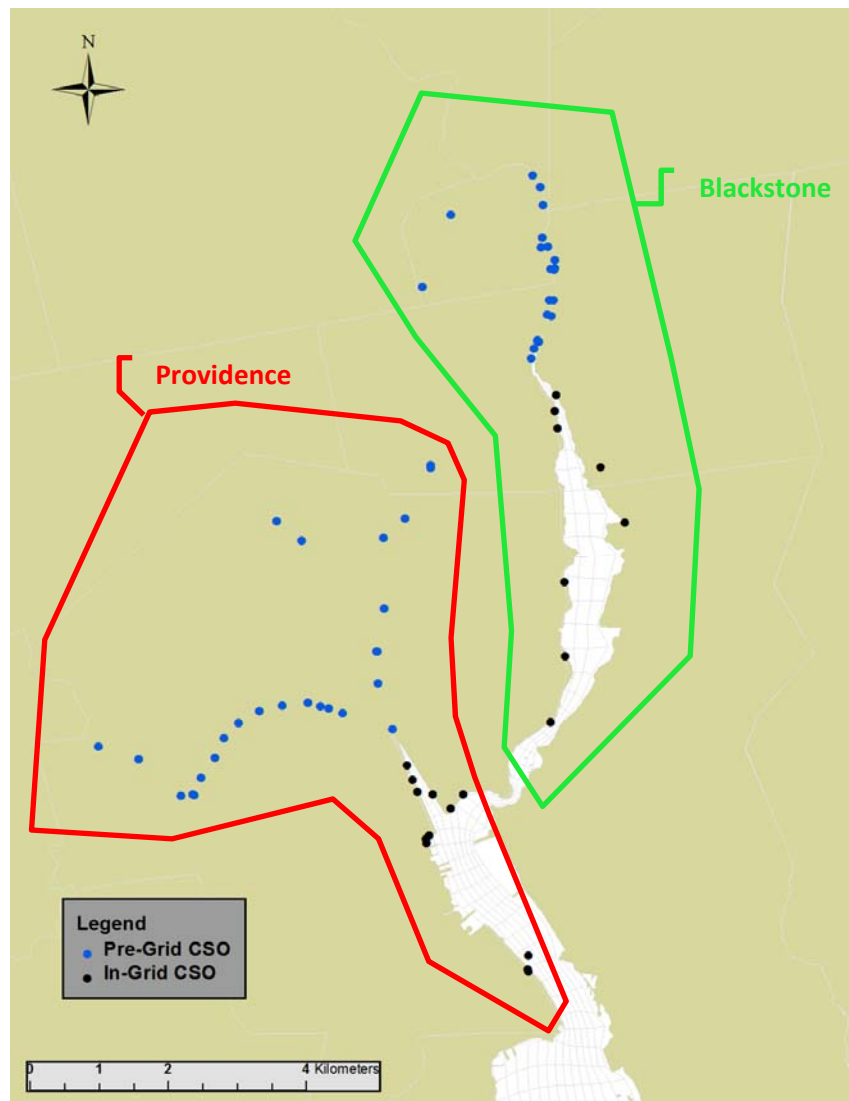 N
Blackstone
Providence
Legend
Pre-Grid CSO
In-Grid CSO
0 1 2 4 Kilometers